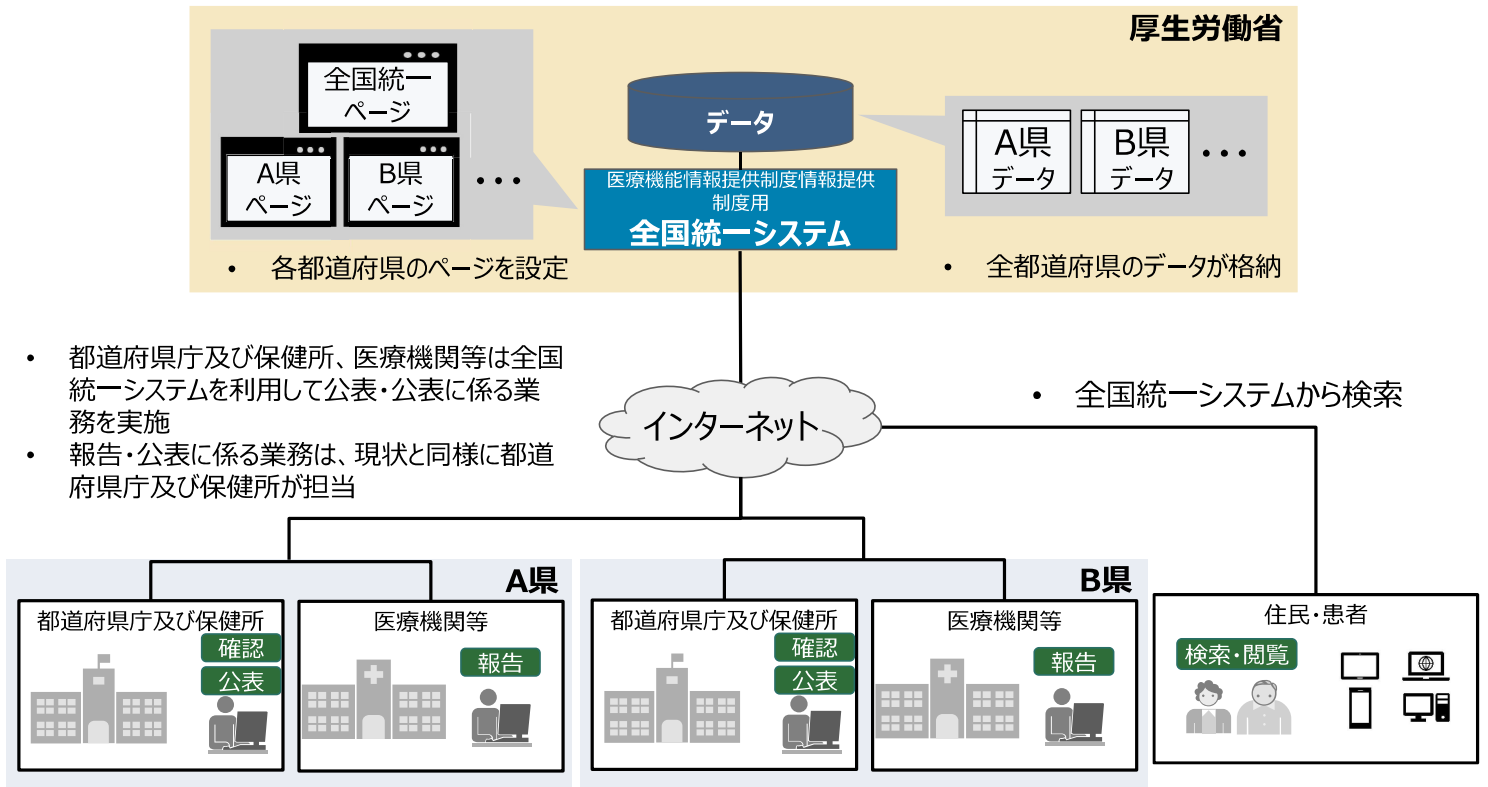 厚生労働省
全国統一
ページ
A県
ページ
B県
ページ
・・・
データ
医療機能情報提供制度情報提供
制度用
全国統一システム
A県
データ
B県
データ
・・・
• 各都道府県のページを設定
• 全都道府県のデータが格納
• 都道府県庁及び保健所、医療機関等は全国
統一システムを利用して公表・公表に係る業
務を実施
• 報告・公表に係る業務は、現状と同様に都道
府県庁及び保健所が担当
インターネット
• 全国統一システムから検索
A県
都道府県庁及び保健所
確認
公表
医療機関等
報告
B県
都道府県庁及び保健所
確認
公表
医療機関等
報告
住民・患者
検索・閲覧